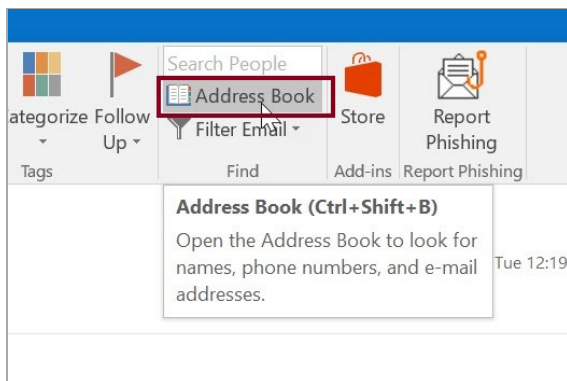 Search People
Address Book
ategorize Follow Up
Filter Email
Store
Report Phishing
Tags
Find
Add-ins
Report Phishing
Address Book (Ctrl+Shift+B)
Open the Address Book to look for
names, phone numbers, and e-mail
addresses.
Tue 12:19